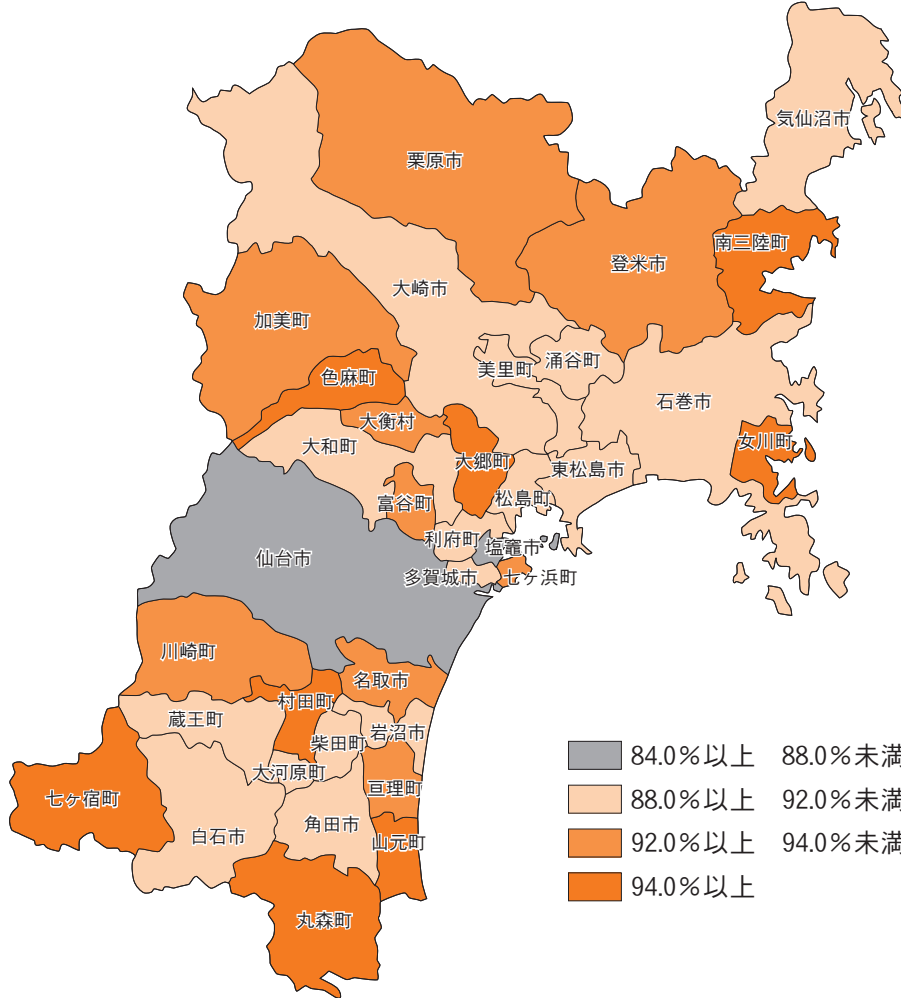 気仙沼市
栗原市
南三陸町
登米市
大崎市
加美町
涌谷町
美里町
色麻町
石巻市
大衡村
女川町
大和町
大郷町
東松島市
松島町
富谷町
利府町
塩竈市
仙台市
多賀城市
七ヶ浜町
川崎町
名取市
村田町
蔵王町
岩沼市
柴田町
大河原町
亘理町
七ヶ宿町
角田市
白石市
山元町
丸森町
84.0%以上 88.0%未満
88.0%以上 92.0%未満
92.0%以上 94.0%未満
94.0%以上